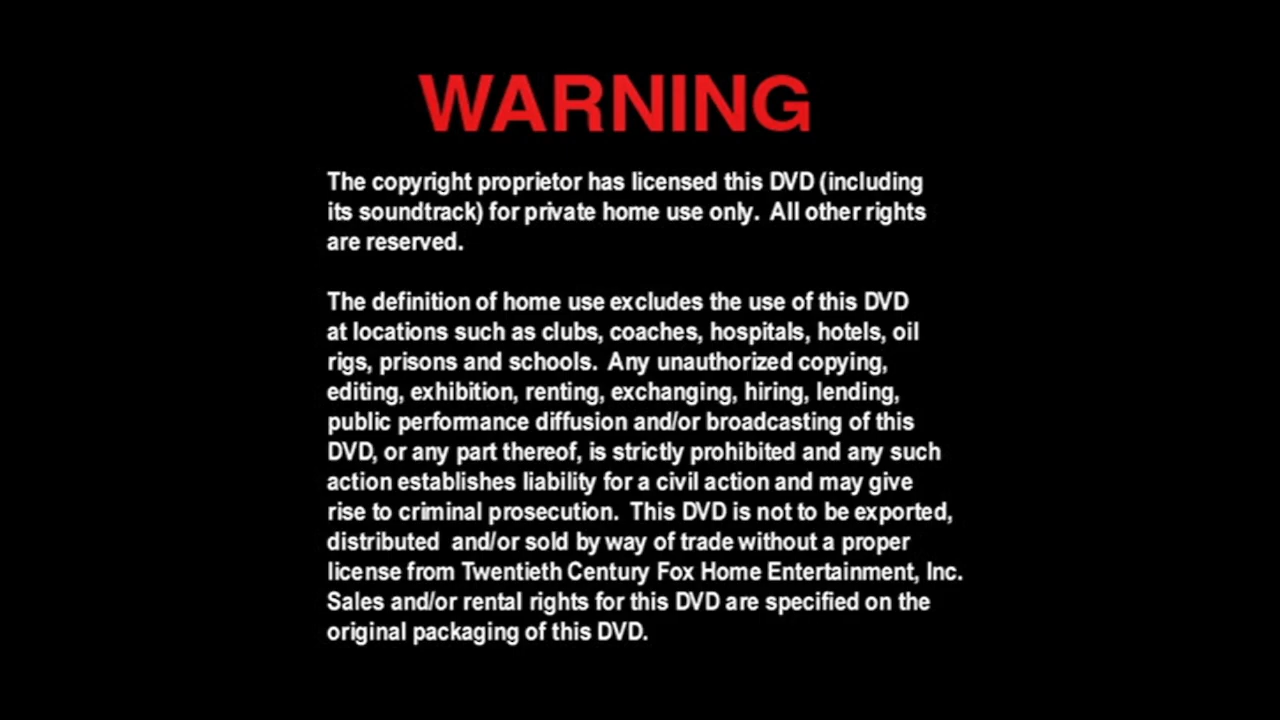 WARNING
The copyright proprietor has licensed this DVD (including
its soundtrack) for private home use only.  All other rights
are reserved.
The definition of home use excludes the use of this DVD
at locations such as clubs, coaches, hospitals, hotels, oil
rigs, prisons and schools.  Any unauthorized copying,
editing, exhibition, renting, exchanging, hiring, lending,
public performance diffusion and/or broadcasting of this
DVD, or any part thereof, is strictly prohibited and any such
action establishes liability for a civil action and may give
rise to criminal prosecution.  This DVD is not to be exported,
distributed  and/or sold by way of trade without a proper
license from Twentieth Century Fox Home Entertainment, Inc.
Sales and/or rental rights for this DVD are specified on the
original packaging of this DVD.